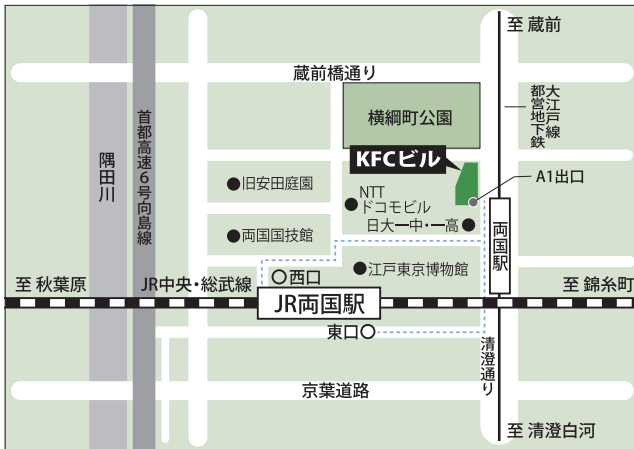 至 蔵前
蔵前橋通り
大江戸線
都営地下鉄
横綱町公園
首都高速6号向島線
隅田川
KFCビル
A1出口
旧安田庭園
NTT
ドコモビル
両国国技館
日大一中・一高
両国駅
江戸東京博物館
西口
至 秋葉原
JR中央・総武線
至 錦糸町
JR両国駅
東口
清澄通り
京葉道路
至 清澄白河